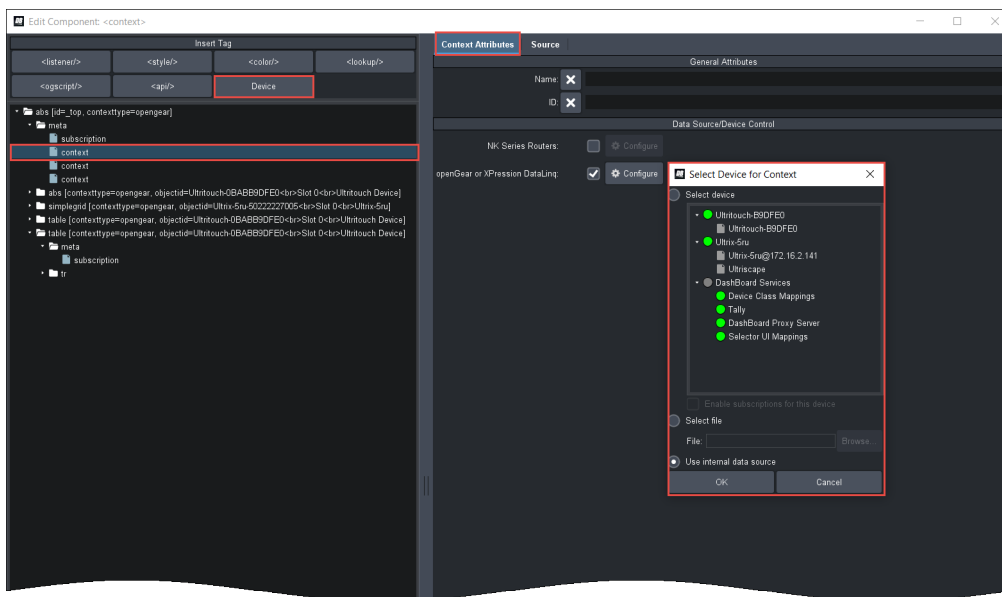 Edit Component: <context>
Insert Tag
<listener/>
<style/>
<color/>
<lookup/>
<ogscript/>
<api/>
Device
abs [id=_top, contexttype=opengear]
meta
subscription
context
context
context
abs [contexttype=opengear, objectid=Ultritouch-0BABB9DFE0<br>Slot 0<br>Ultritouch Device]
simplegrid [contexttype=opengear, objectid=Ultrix-5ru-50222227005<br>Slot 0<br>Ultrix-5ru]
table [contexttype=opengear, objectid=Ultritouch-0BABB9DFE0<br>Slot 0<br>Ultritouch Device]
table [contexttype=opengear, objectid=Ultritouch-0BABB9DFE0<br>Slot 0<br>Ultritouch Device]
meta
subscription
tr
Context Attributes
Source
General Attributes
Name:
ID:
Data Source/Device Control
NK Series Routers:
Configure
openGear or XPression DataLinq:
Configure
Select Device for Context
Select device
Ultritouch-B9DFE0
Ultritouch-B9DFE0
Ultrix-5ru
Ultrix-5ru@172.16.2.141
Ultriscape
DashBoard Services
Device Class Mappings
Tally
DashBoard Proxy Server
Selector UI Mappings
Enable subscriptions for this device
Select file
File:
Browse...
Use internal data source
OK
Cancel